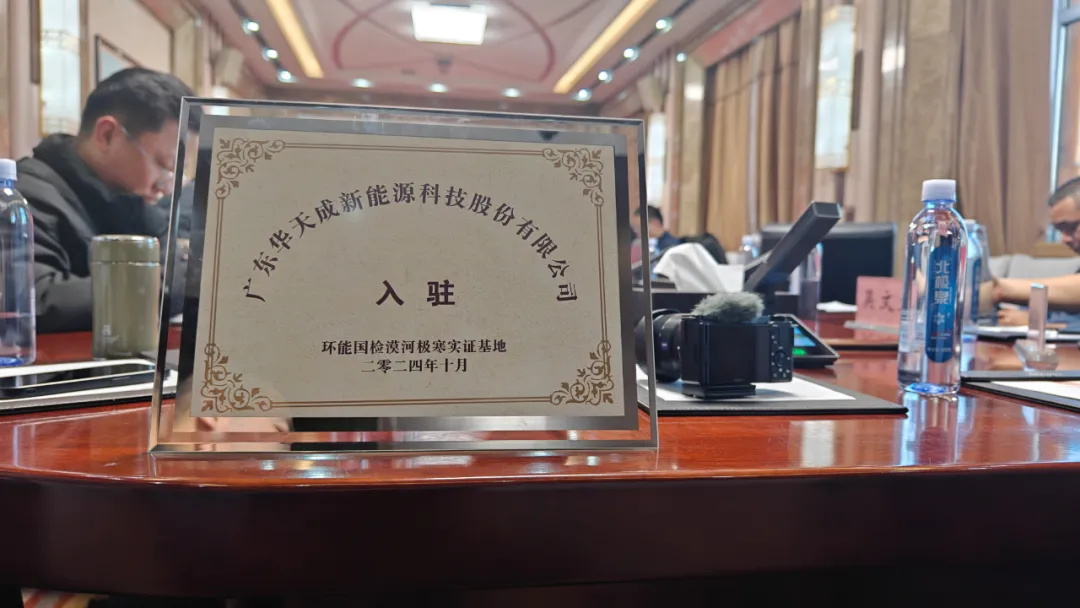 广东华天成新能源科技股份有限公司
入驻
环能国检漠河极寒实证基地
二零二四年十月
北极泉